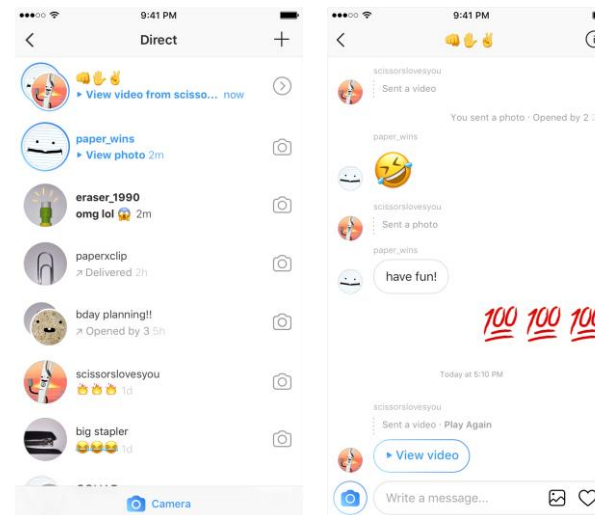 9:41 PM
Direct
👊✋✌
View video from scisso... now
paper_wins
View photo 2m
eraser_1990
omg lol 😱 2m
paperxclip
Delivered 2h
bday planning!!
Opened by 3 5h
scissorslovesyou
🔥🔥🔥 1d
big stapler
😂😂😂 1d
Camera
9:41 PM
👊✋✌
scissorslovesyou
Sent a video
You sent a photo · Opened by 2
paper_wins
🤣
scissorslovesyou
Sent a photo
paper_wins
have fun!
💯 💯 💯
Today at 5:10 PM
scissorslovesyou
Sent a video · Play Again
View video
Write a message...